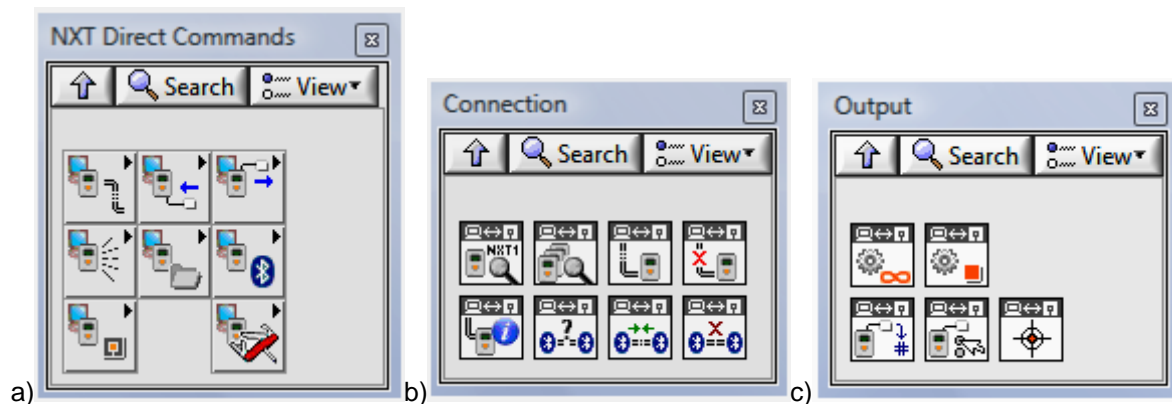 NXT Direct Commands
Search View
Connection
Search View
NXT1
?
#
Output
Search View
#
a) b) c)